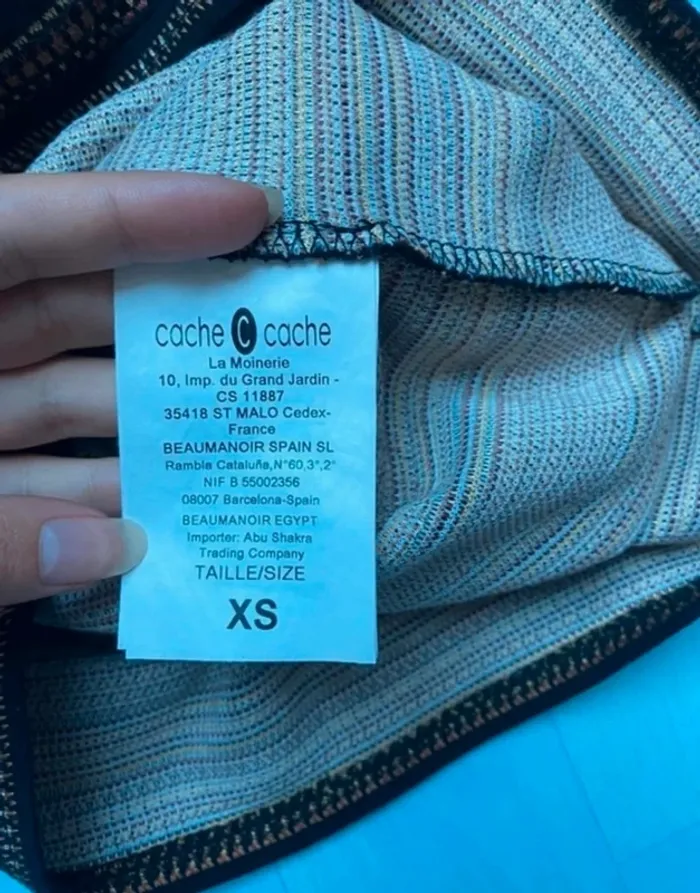 cache C cache
La Moinerie
10, Imp. du Grand Jardin -
CS 11887
35418 ST MALO Cedex-
France
BEAUMANOIR SPAIN SL
Rambla Cataluña,N°60,3°,2ª
NIF B 55002356
08007 Barcelona-Spain
BEAUMANOIR EGYPT
Importer: Abu Shakra
Trading Company
TAILLE/SIZE
XS